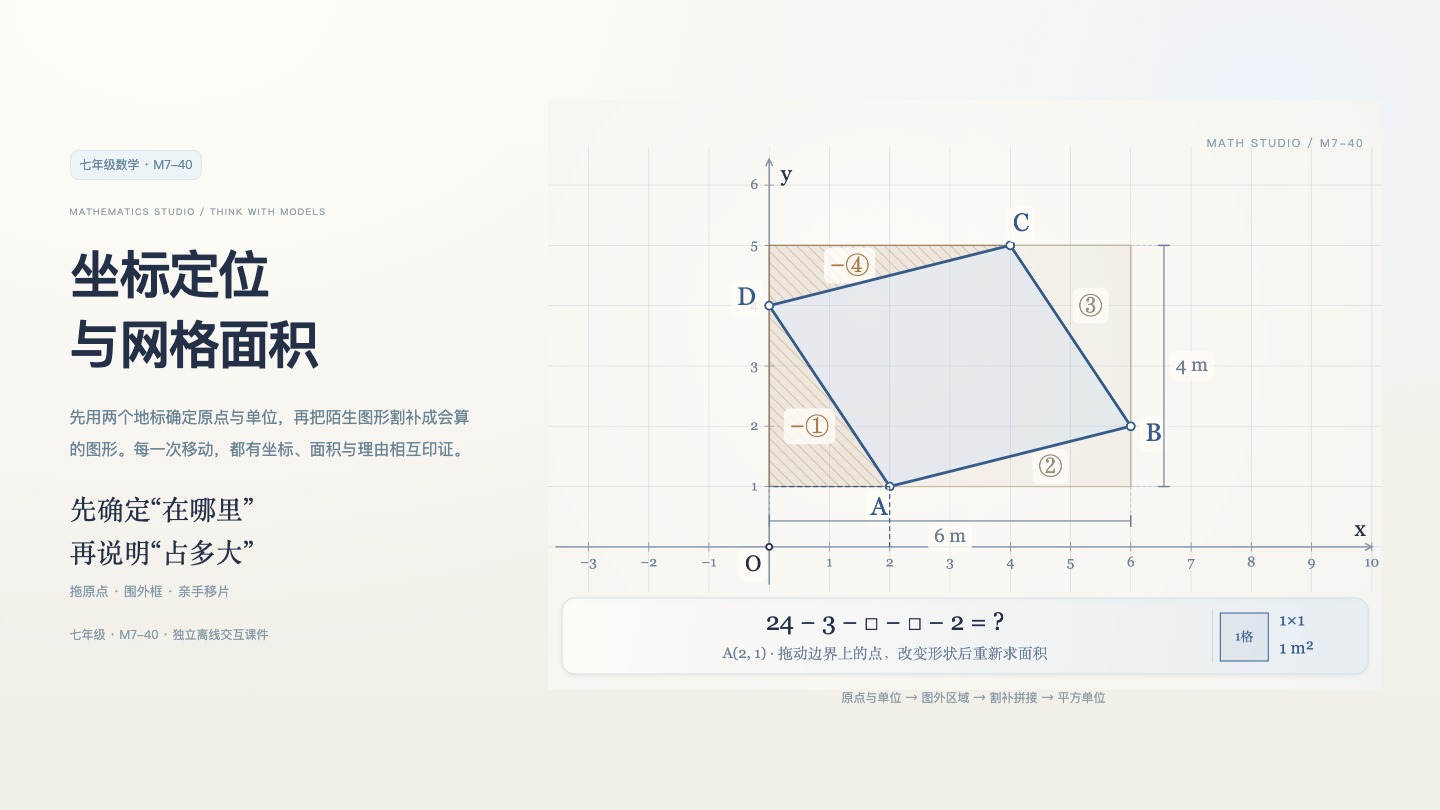 七年级数学 · M7–40
MATHEMATICS STUDIO / THINK WITH MODELS
坐标定位
与网格面积
先用两个地标确定原点与单位，再把陌生图形割补成会算
的图形。每一次移动，都有坐标、面积与理由相互印证。
先确定“在哪里”
再说明“占多大”
拖原点 · 围外框 · 亲手移片
七年级 · M7–40 · 独立离线交互课件
MATH STUDIO / M7–40
y
6
C
5
−④
D
③
3
4 m
−①
2
B
②
1
A
6 m
x
O
−3 −2 −1 1 2 3 4 5 6 7 8 9 10
24 − 3 − □ − □ − 2 = ?
A(2, 1) · 拖动边界上的点，改变形状后重新求面积
1格
1×1
1 m²
原点与单位 → 图外区域 → 割补拼接 → 平方单位